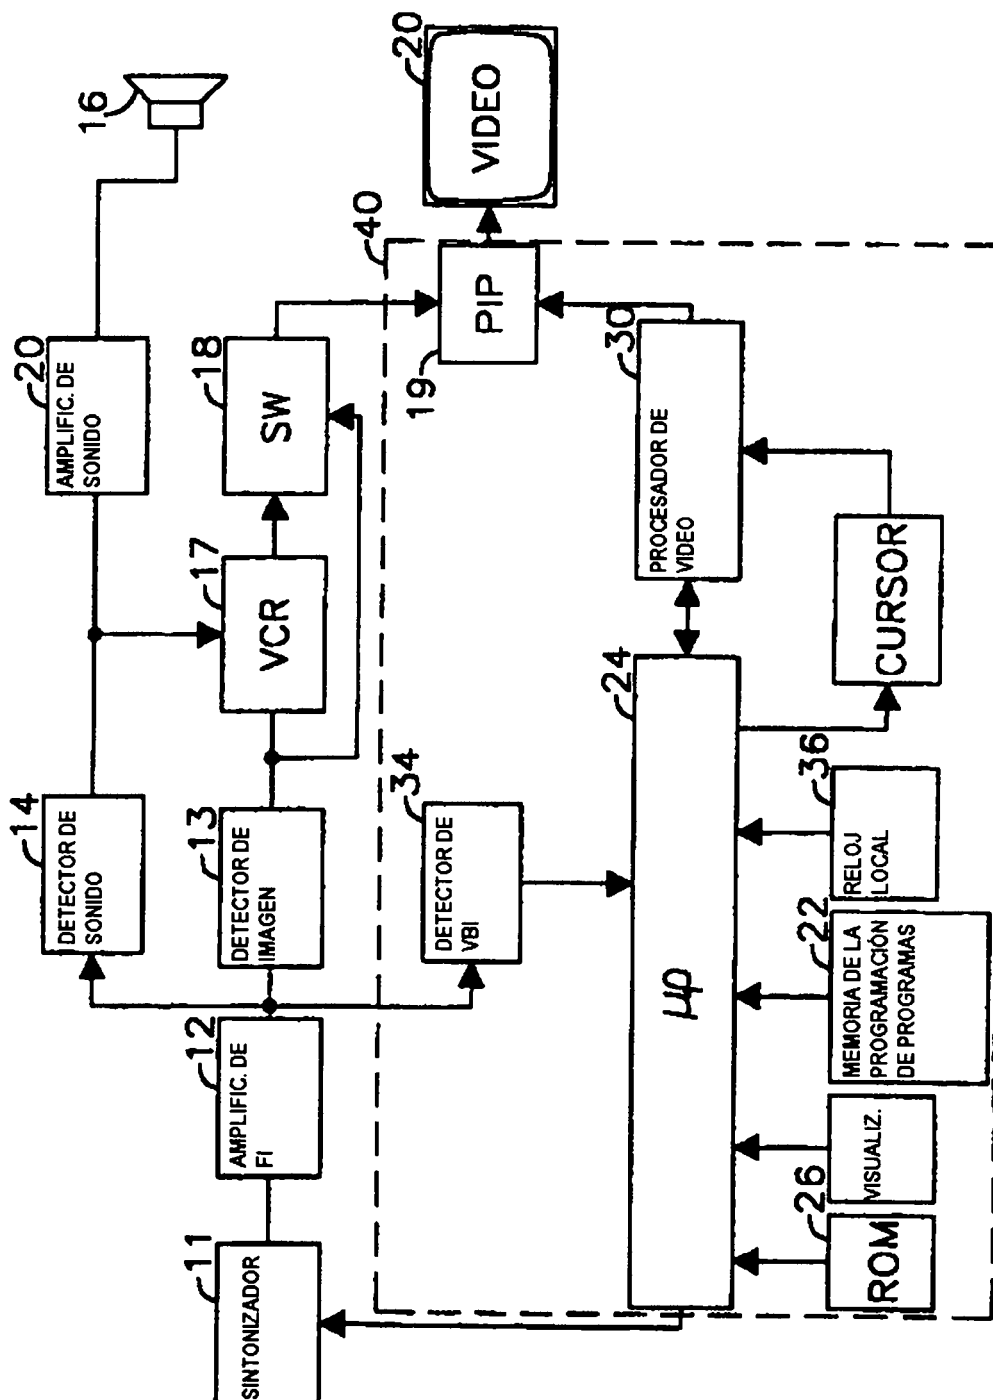 11
SINTONIZADOR
12
AMPLIFIC. DE
FI
14
DETECTOR DE
SONIDO
13
DETECTOR DE
IMAGEN
34
DETECTOR DE
VBI
17
VCR
20
AMPLIFIC. DE
SONIDO
18
SW
16
40
19
PIP
20
VIDEO
30
PROCESADOR DE
VIDEO
24
µp
CURSOR
26
ROM
VISUALIZ.
22
MEMORIA DE LA
PROGRAMACIÓN
DE PROGRAMAS
36
RELOJ
LOCAL